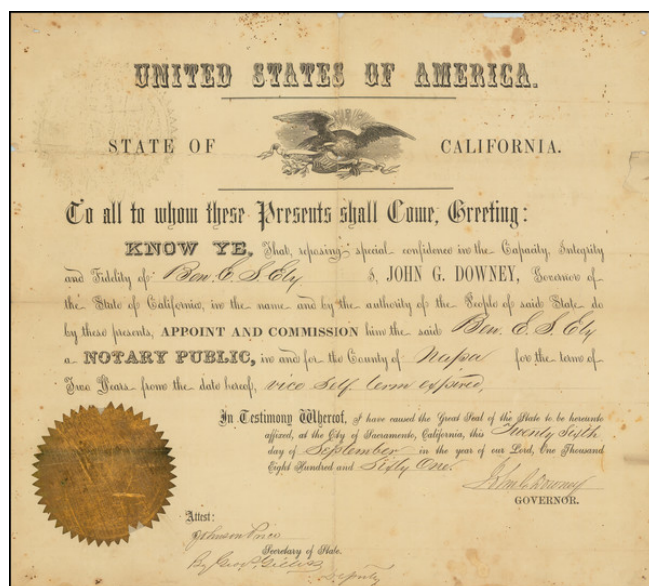 UNITED STATES OF AMERICA.
STATE OF CALIFORNIA.
To all to whom these Presents shall Come, Greeting:
KNOW YE, That, reposing special confidence in the Capacity, Integrity
and Fidelity of Ben. E. S. Ely I, JOHN G. DOWNEY, Governor of
the State of California, in the name and by the authority of the People of said State do
by these presents, APPOINT AND COMMISSION him the said Ben. E. S. Ely
a NOTARY PUBLIC, in and for the County of Napa for the term of
Two Years from the date hereof, vice self term expired,
In Testimony Whereof, I have caused the Great Seal of the State to be hereunto
affixed, at the City of Sacramento, California, this Twenty Sixth
day of September in the year of our Lord, One Thousand
Eight Hundred and Sixty One.
John G. Downey
GOVERNOR.
Attest:
Johnson Price
Secretary of State.
By Deputy